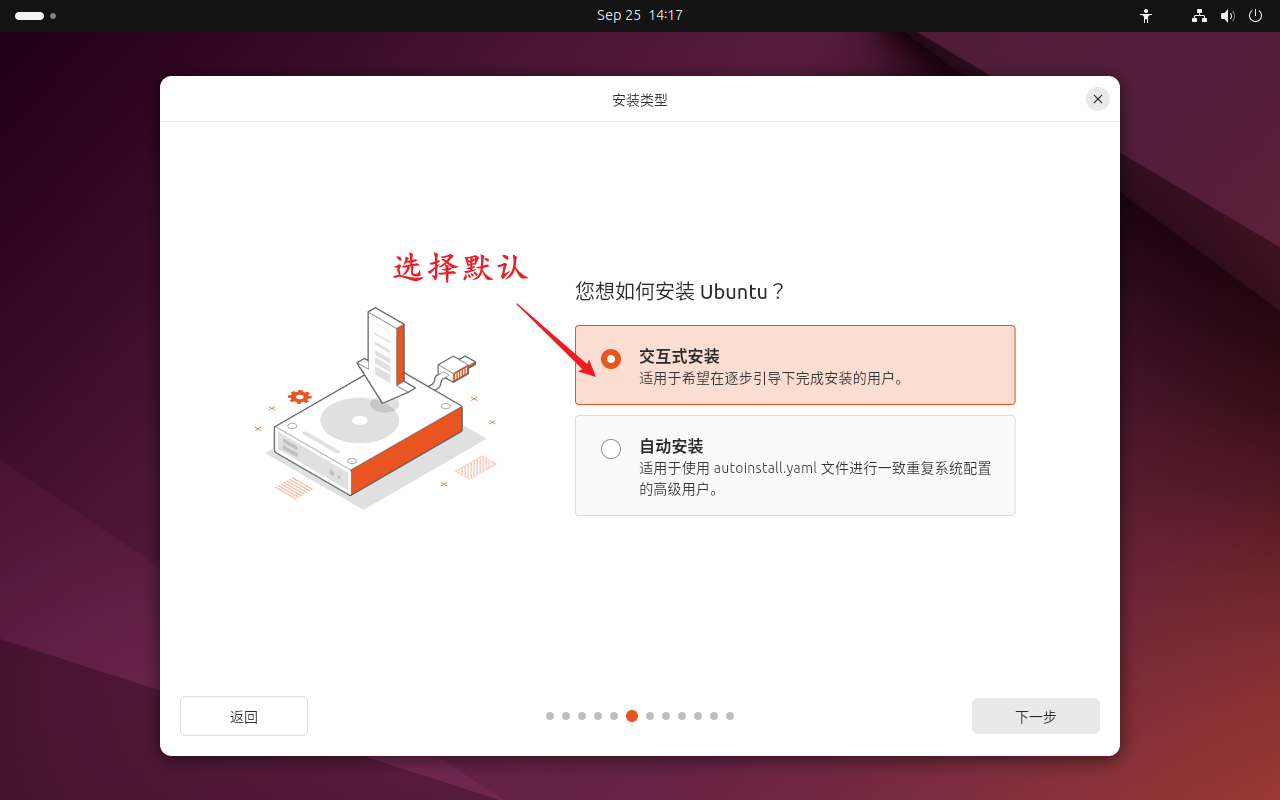 Sep 25 14:17
安装类型
选择默认
您想如何安装 Ubuntu？
交互式安装
适用于希望在逐步引导下完成安装的用户。
自动安装
适用于使用 autoinstall.yaml 文件进行一致重复系统配置
的高级用户。
返回
下一步